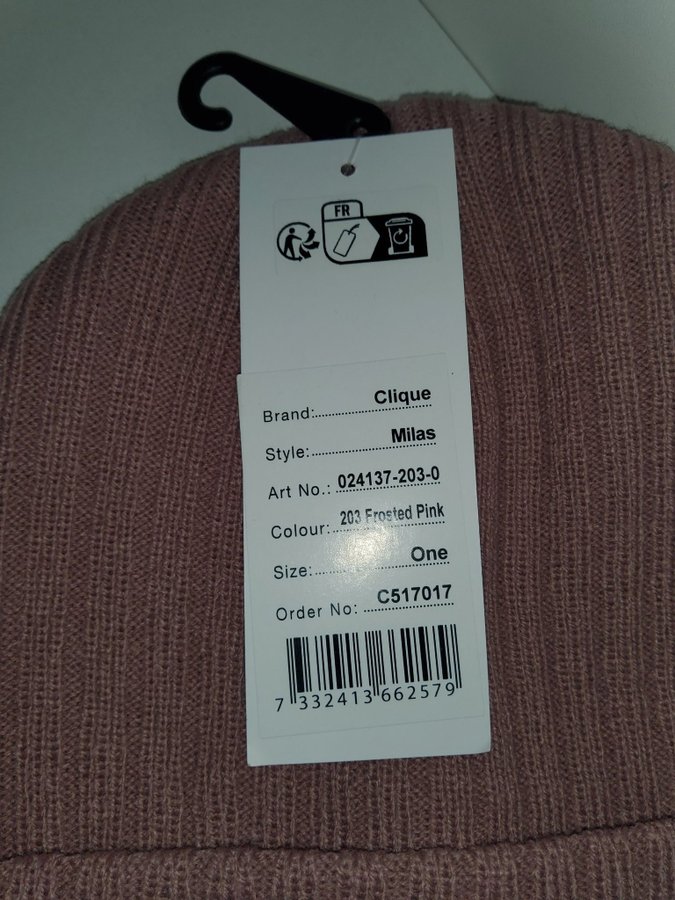 FR
Brand: Clique
Style: Milas
Art No.: 024137-203-0
Colour: 203 Frosted Pink
Size: One
Order No: C517017
7 332413 662579